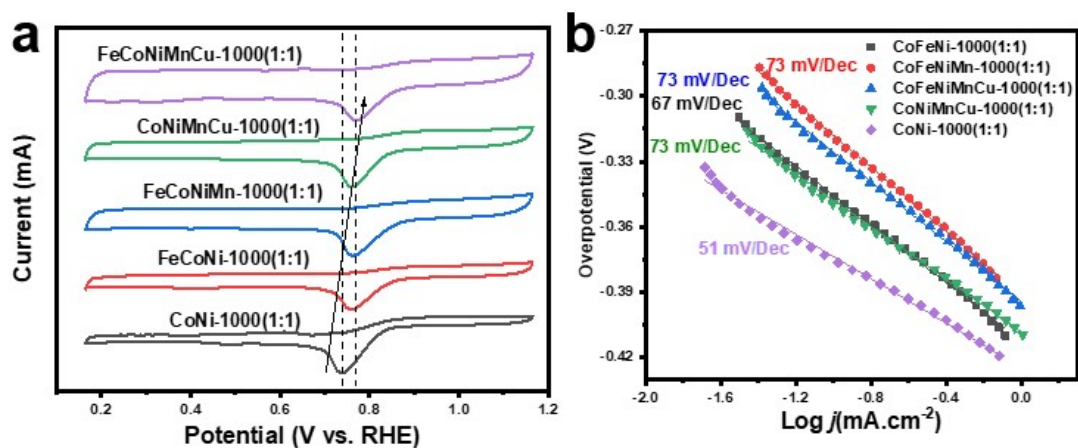 a
FeCoNiMnCu-1000(1:1)
CoNiMnCu-1000(1:1)
FeCoNiMn-1000(1:1)
FeCoNi-1000(1:1)
CoNi-1000(1:1)
Current (mA)
0.2 0.4 0.6 0.8 1.0 1.2
Potential (V vs. RHE)
b
-0.27
-0.30
-0.33
-0.36
-0.39
-0.42
Overpotential (V)
73 mV/Dec
73 mV/Dec
67 mV/Dec
73 mV/Dec
51 mV/Dec
CoFeNi-1000(1:1)
CoFeNiMn-1000(1:1)
CoFeNiMnCu-1000(1:1)
CoNiMnCu-1000(1:1)
CoNi-1000(1:1)
-2.0 -1.6 -1.2 -0.8 -0.4 0.0 0.4
Log j(mA.cm-2)